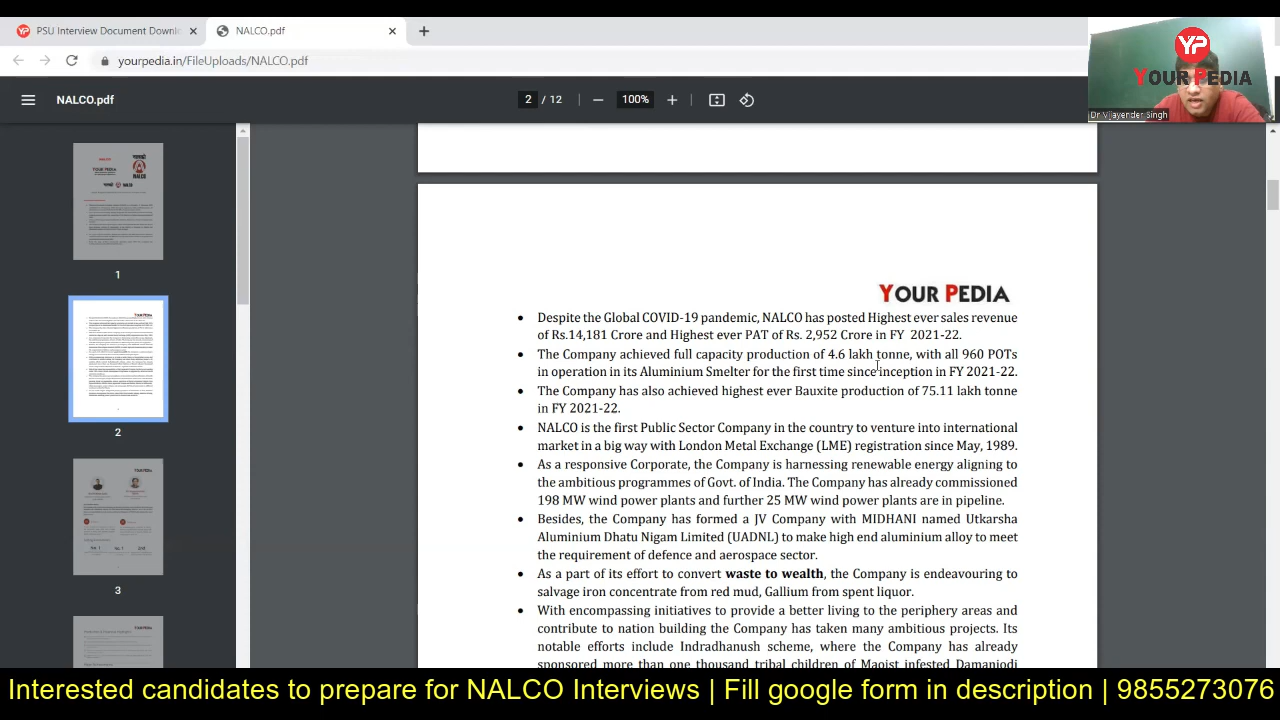 PSU Interview Document Downl
NALCO.pdf
yourpedia.in/FileUploads/NALCO.pdf
NALCO.pdf
2 / 12
100%
YP
YOUR PEDIA
Dr Vijayender Singh
1
2
3
YOUR PEDIA
Despite the Global COVID-19 pandemic, NALCO has posted Highest ever sales revenue
of Rs.14,181 Crore and Highest ever PAT of Rs. 2,952 Crore in FY 2021-22.
The Company achieved full capacity production of 4.6 lakh tonne, with all 960 POTs
in operation in its Aluminium Smelter for the first time since inception in FY 2021-22.
The Company has also achieved highest ever Bauxite production of 75.11 lakh tonne
in FY 2021-22.
NALCO is the first Public Sector Company in the country to venture into international
market in a big way with London Metal Exchange (LME) registration since May, 1989.
As a responsive Corporate, the Company is harnessing renewable energy aligning to
the ambitious programmes of Govt. of India. The Company has already commissioned
198 MW wind power plants and further 25 MW wind power plants are in pipeline.
Besides, the Company has formed a JV Company with MIDHANI named Utkarsha
Aluminium Dhatu Nigam Limited (UADNL) to make high end aluminium alloy to meet
the requirement of defence and aerospace sector.
As a part of its effort to convert waste to wealth, the Company is endeavouring to
salvage iron concentrate from red mud, Gallium from spent liquor.
With encompassing initiatives to provide a better living to the periphery areas and
contribute to nation building the Company has taken many ambitious projects. Its
notable efforts include Indradhanush scheme, where the Company has already
sponsored more than one thousand tribal children of Maoist infested Damanjodi
Interested candidates to prepare for NALCO Interviews | Fill google form in description | 9855273076